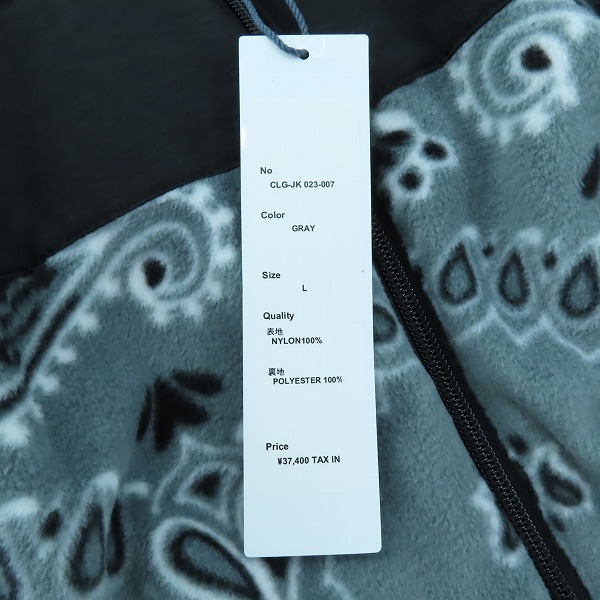 No
CLG-JK 023-007
Color
GRAY
Size
L
Quality
表地
NYLON100%
裏地
POLYESTER 100%
Price
¥37,400 TAX IN